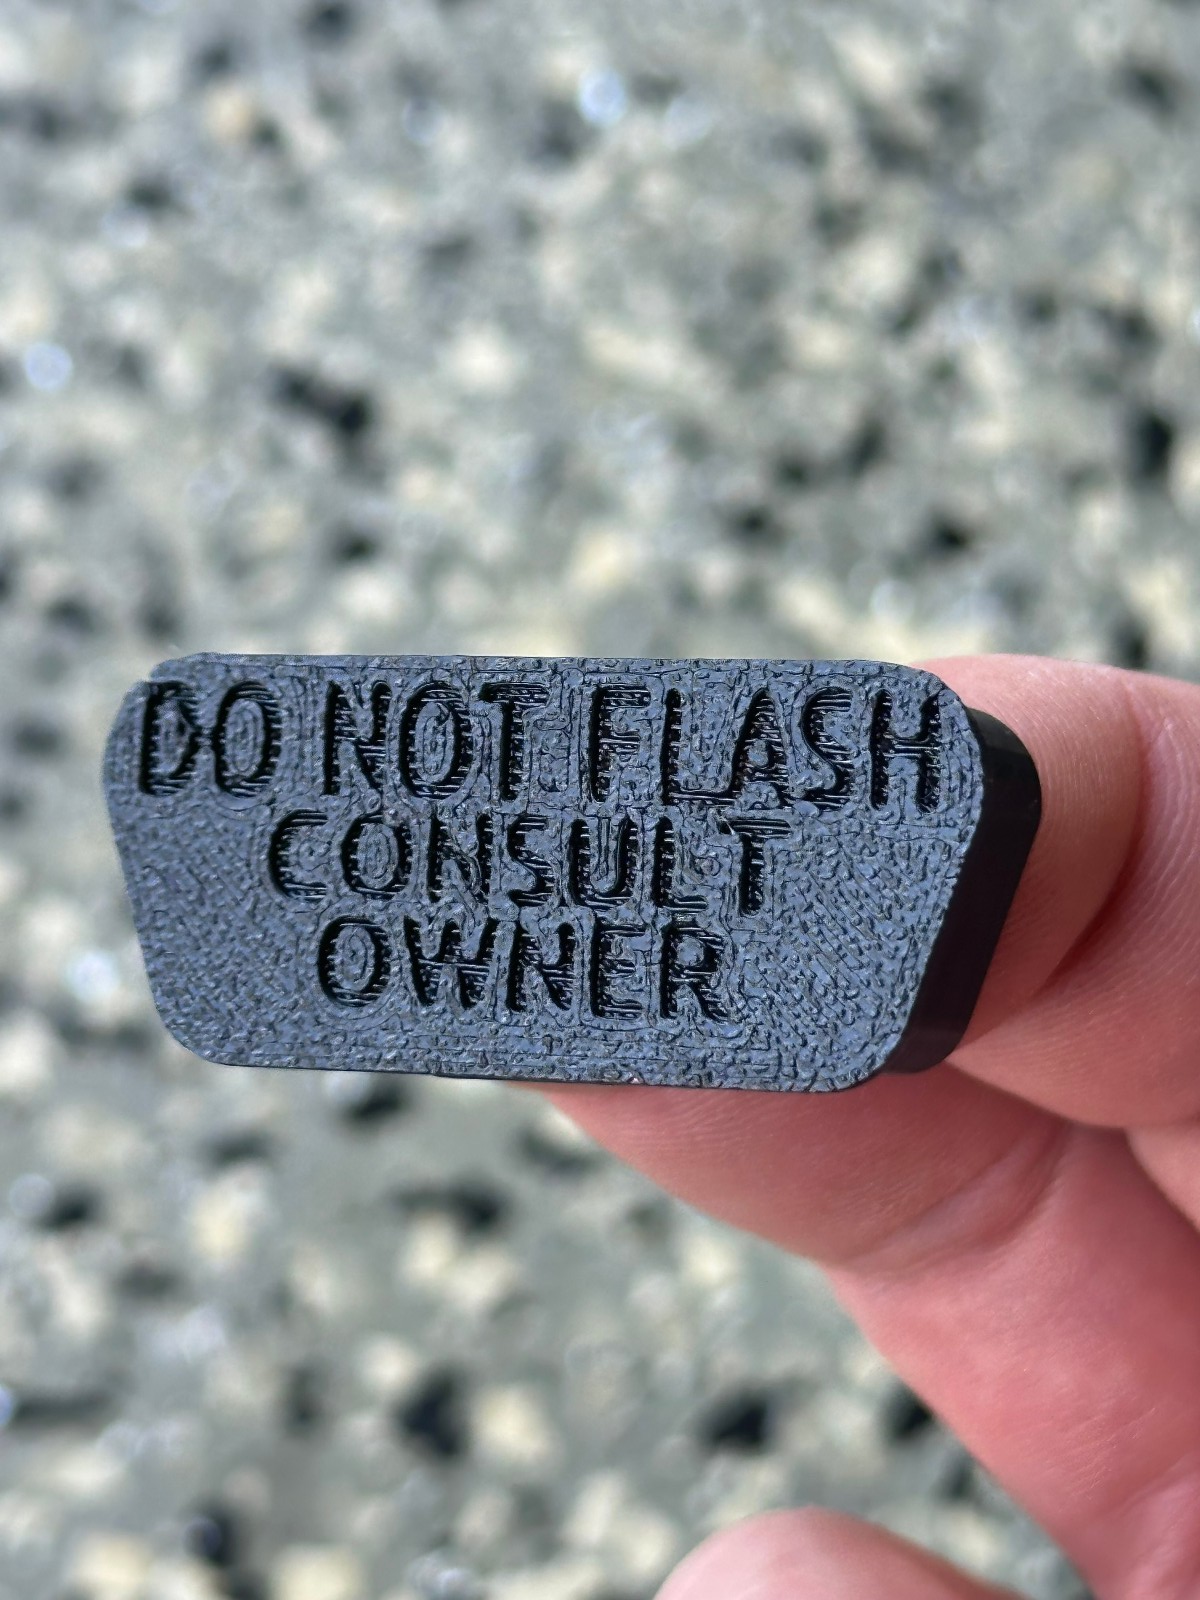 DO NOT FLASH
CONSULT
OWNER